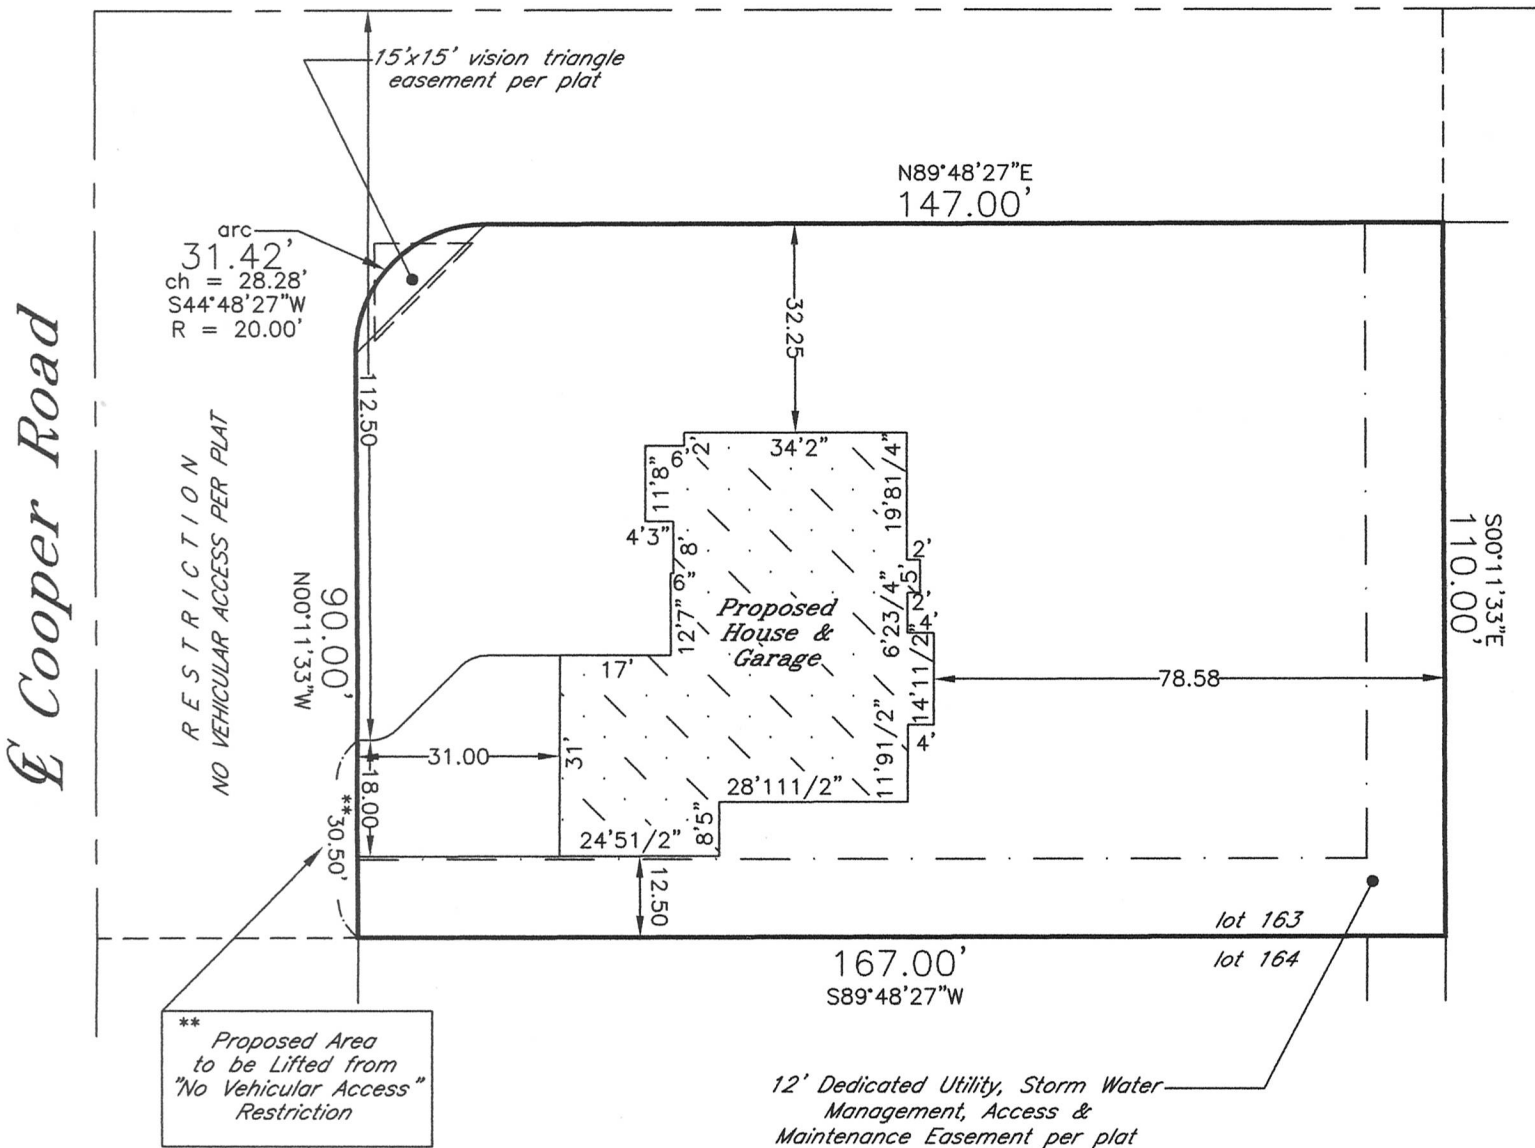 15'x15' vision triangle
easement per plat
N89°48'27"E
147.00'
arc
31.42'
ch = 28.28'
S44°48'27"W
R = 20.00'
32.25
112.50
℄ Cooper Road
RESTRICTION
NO VEHICULAR ACCESS PER PLAT
90.00'
N00°11'33"W
34'2"
6'
2'
11'8"
4'3"
8'
6"
12'7"
17'
19'81/4"
2'
5'
2'
6'23/4"
4'
14'11/2"
4'
11'91/2"
Proposed
House &
Garage
78.58
S00°11'33"E
110.00'
31.00
31'
18.00
**30.50'
28'111/2"
8'5"
24'51/2"
12.50
lot 163
lot 164
167.00'
S89°48'27"W
**
Proposed Area
to be Lifted from
"No Vehicular Access"
Restriction
12' Dedicated Utility, Storm Water
Management, Access &
Maintenance Easement per plat